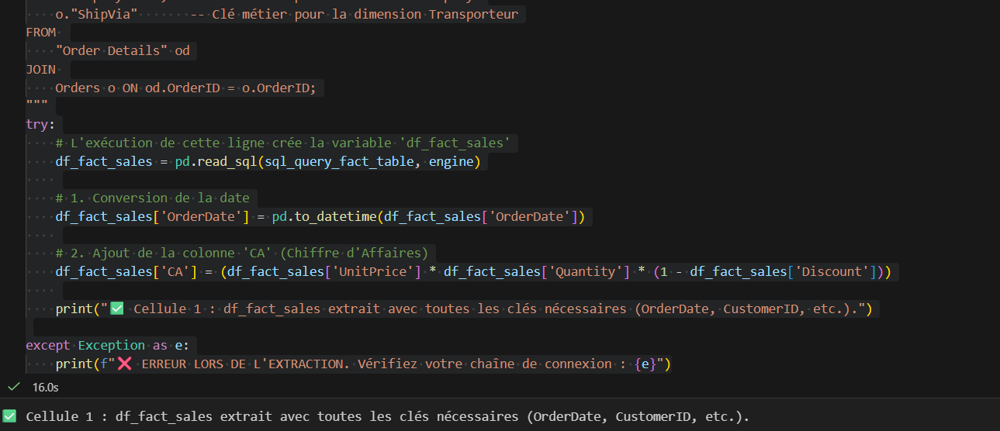 o."ShipVia" -- Clé métier pour la dimension Transporteur
FROM
"Order Details" od
JOIN
Orders o ON od.OrderID = o.OrderID;
"""
try:
# L'exécution de cette ligne crée la variable 'df_fact_sales'
df_fact_sales = pd.read_sql(sql_query_fact_table, engine)
# 1. Conversion de la date
df_fact_sales['OrderDate'] = pd.to_datetime(df_fact_sales['OrderDate'])
# 2. Ajout de la colonne 'CA' (Chiffre d'Affaires)
df_fact_sales['CA'] = (df_fact_sales['UnitPrice'] * df_fact_sales['Quantity'] * (1 - df_fact_sales['Discount']))
print("✅ Cellule 1 : df_fact_sales extrait avec toutes les clés nécessaires (OrderDate, CustomerID, etc.).")
except Exception as e:
print(f"❌ ERREUR LORS DE L'EXTRACTION. Vérifiez votre chaîne de connexion : {e}")
16.0s
✅ Cellule 1 : df_fact_sales extrait avec toutes les clés nécessaires (OrderDate, CustomerID, etc.).